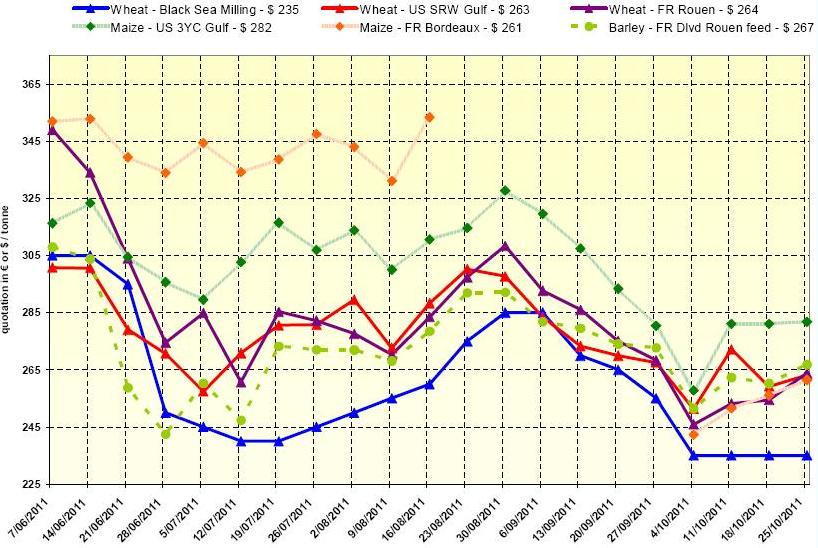 Wheat - Black Sea Milling - $ 235 Wheat - US SRW Gulf - $ 263 Wheat - FR Rouen - $ 264
Maize - US 3YC Gulf - $ 282 Maize - FR Bordeaux - $ 261 Barley - FR Dlvd Rouen feed - $ 267
365
345
325
305
285
265
245
225
quotation in € or $ / tonne
7/06/2011 14/06/2011 21/06/2011 28/06/2011 5/07/2011 12/07/2011 19/07/2011 26/07/2011 2/08/2011 9/08/2011 16/08/2011 23/08/2011 30/08/2011 6/09/2011 13/09/2011 20/09/2011 27/09/2011 4/10/2011 11/10/2011 18/10/2011 25/10/2011